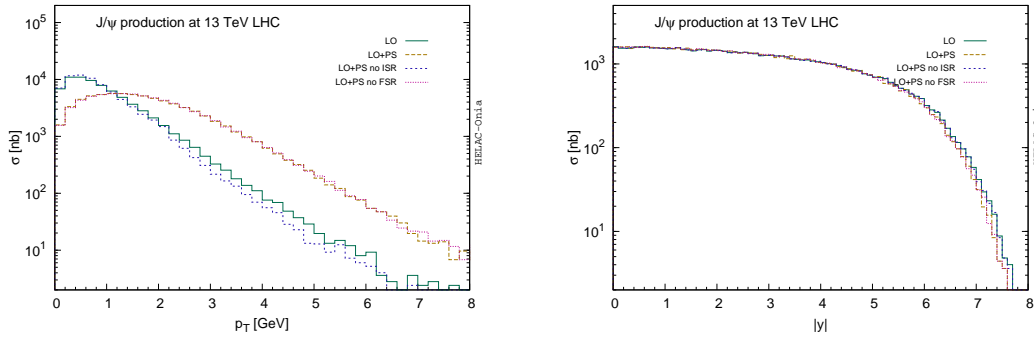 J/ψ production at 13 TeV LHC
LO
LO+PS
LO+PS no ISR
LO+PS no FSR
σ [nb]
10^5
10^4
10^3
10^2
10^1
0 1 2 3 4 5 6 7 8
p_T [GeV]
HELAC-Onia
J/ψ production at 13 TeV LHC
LO
LO+PS
LO+PS no ISR
LO+PS no FSR
σ [nb]
10^3
10^2
10^1
0 1 2 3 4 5 6 7 8
|y|